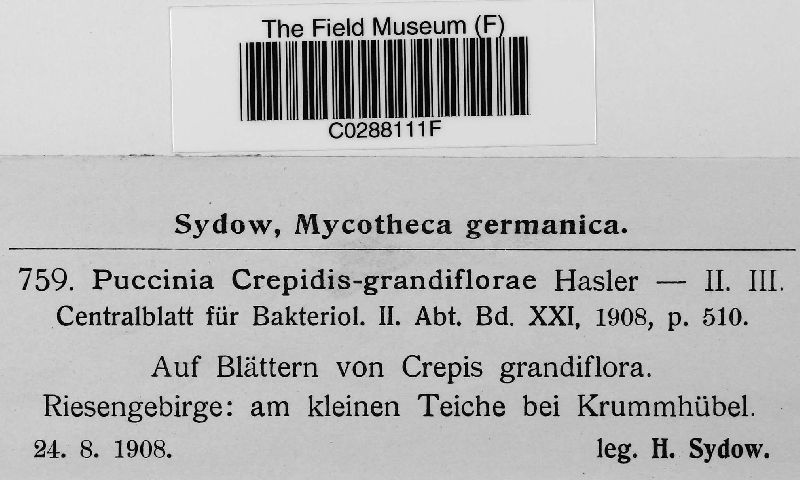 The Field Museum (F)
C0288111F
Sydow, Mycotheca germanica.
759. Puccinia Crepidis-grandiflorae Hasler — II. III.
Centralblatt für Bakteriol. II. Abt. Bd. XXI, 1908, p. 510.
Auf Blättern von Crepis grandiflora.
Riesengebirge: am kleinen Teiche bei Krummhübel.
24. 8. 1908. leg. H. Sydow.